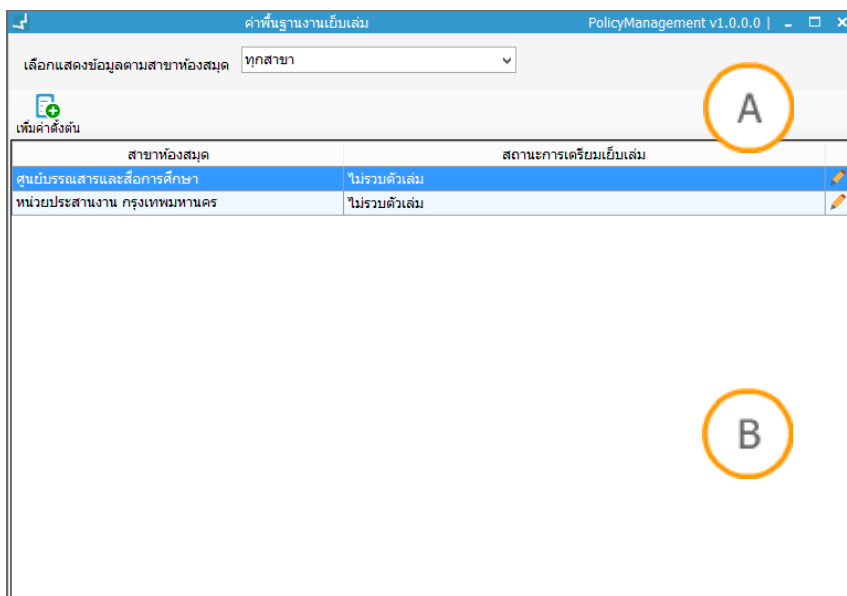 ค่าพื้นฐานงานเย็บเล่ม PolicyManagement v1.0.0.0 |
เลือกแสดงข้อมูลตามสาขาห้องสมุด ทุกสาขา
เพิ่มค่าตั้งต้น
A
สาขาห้องสมุด สถานะการเตรียมเย็บเล่ม
ศูนย์บรรณสารและสื่อการศึกษา ไม่รวบตัวเล่ม
หน่วยประสานงาน กรุงเทพมหานคร ไม่รวบตัวเล่ม
B